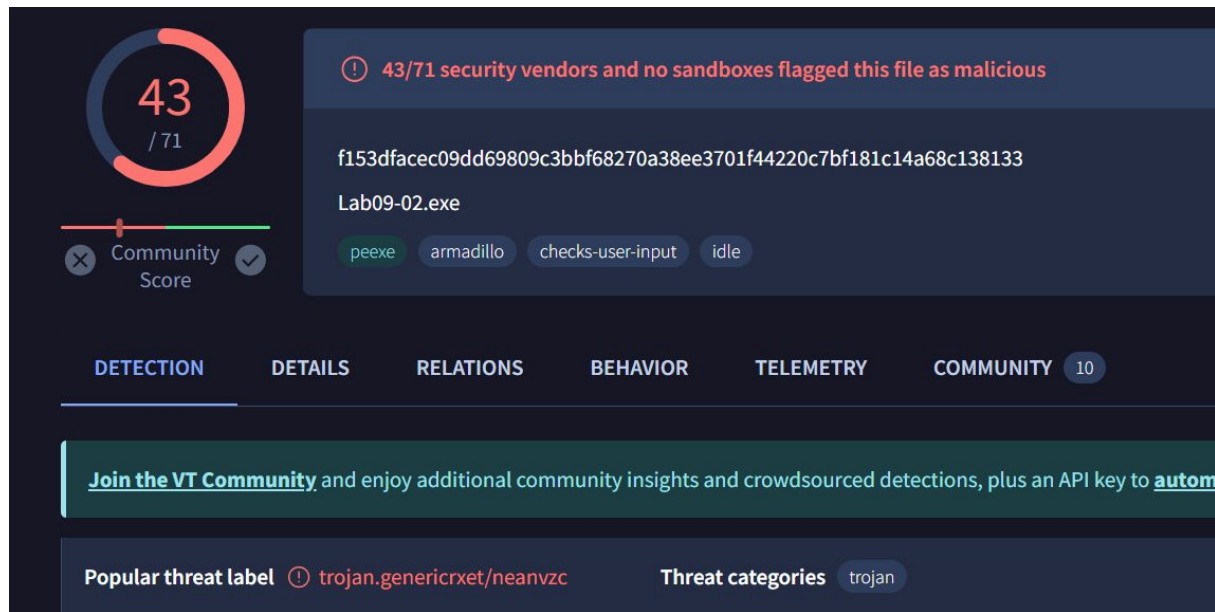 43
/ 71
Community
Score
43/71 security vendors and no sandboxes flagged this file as malicious
f153dfacec09dd69809c3bbf68270a38ee3701f44220c7bf181c14a68c138133
Lab09-02.exe
peexe armadillo checks-user-input idle
DETECTION DETAILS RELATIONS BEHAVIOR TELEMETRY COMMUNITY 10
Join the VT Community and enjoy additional community insights and crowdsourced detections, plus an API key to autom
Popular threat label trojan.genericrxet/neanvzc Threat categories trojan